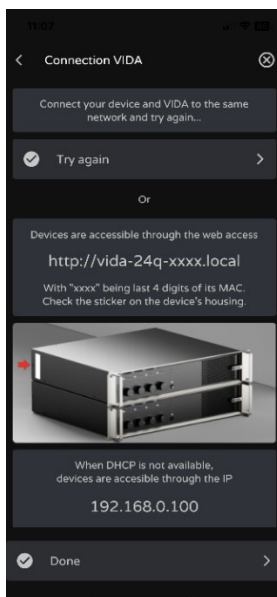 11:07
Connection VIDA
Connect your device and VIDA to the same
network and try again...
Try again
Or
Devices are accessible through the web access
http://vida-24q-xxxx.local
With "xxxx" being last 4 digits of its MAC.
Check the sticker on the device's housing.
When DHCP is not available,
devices are accesible through the IP
192.168.0.100
Done